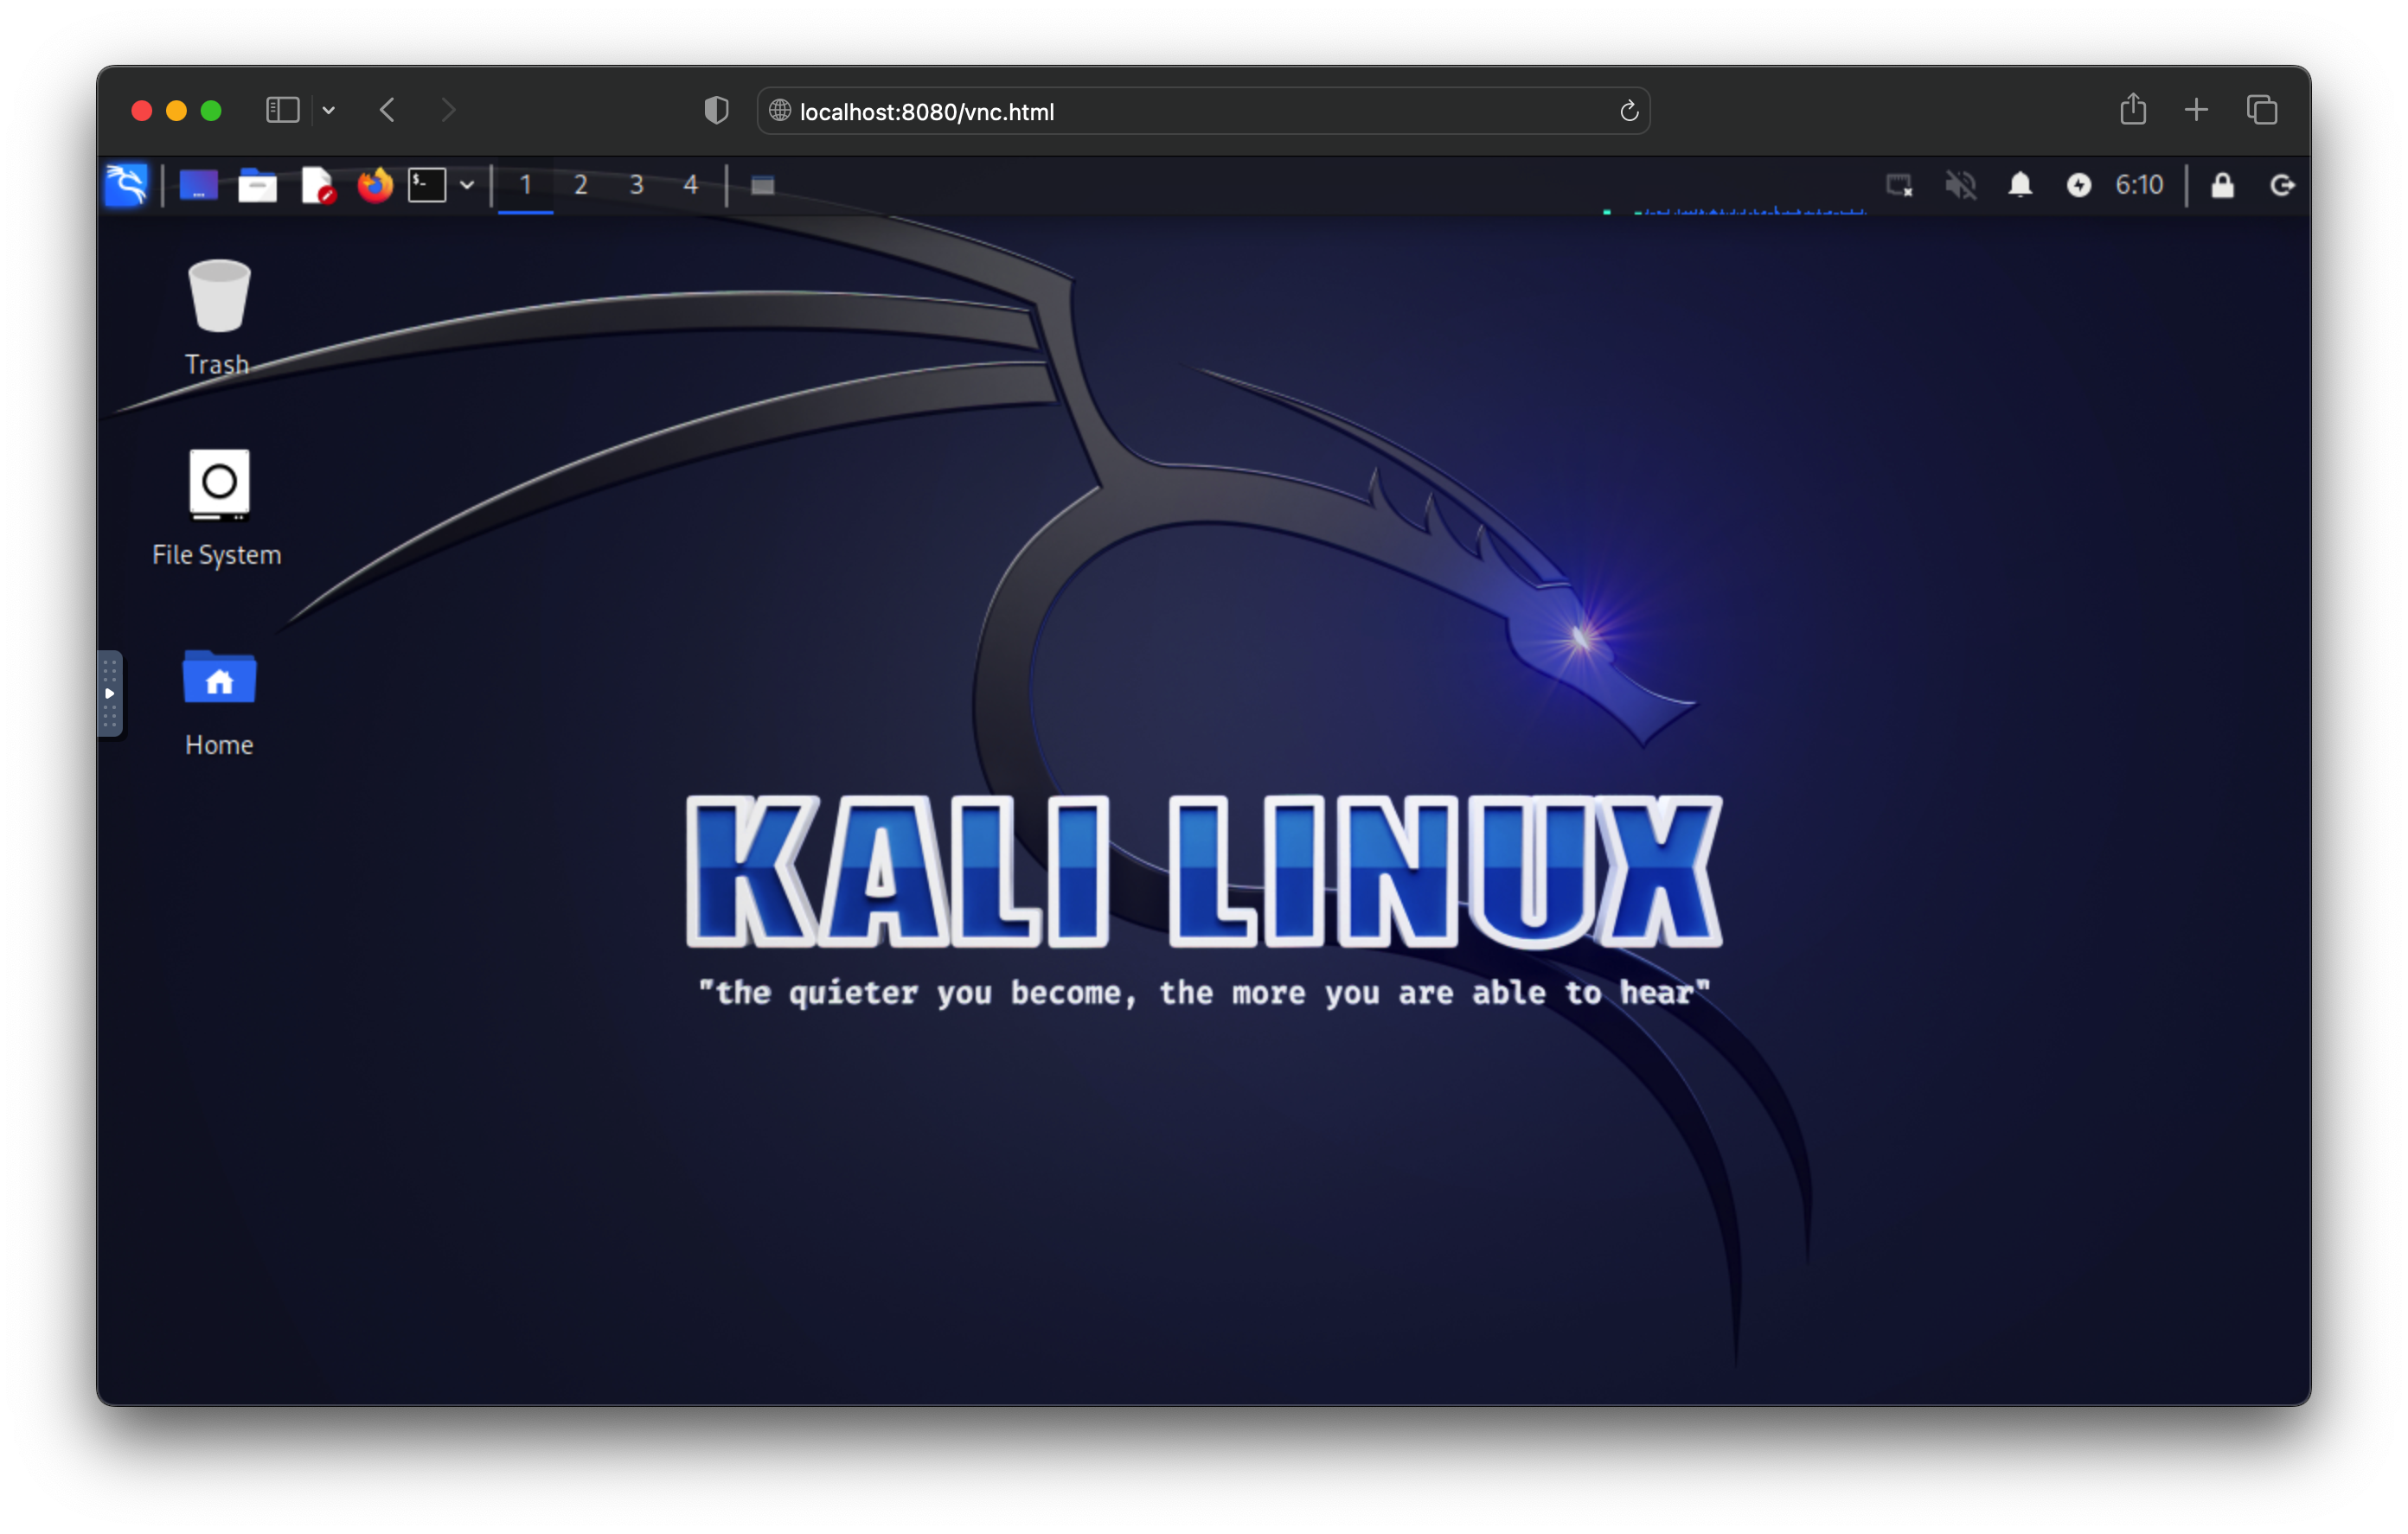 localhost:8080/vnc.html
$-
1 2 3 4
6:10
Trash
File System
Home
KALI LINUX
"the quieter you become, the more you are able to hear"